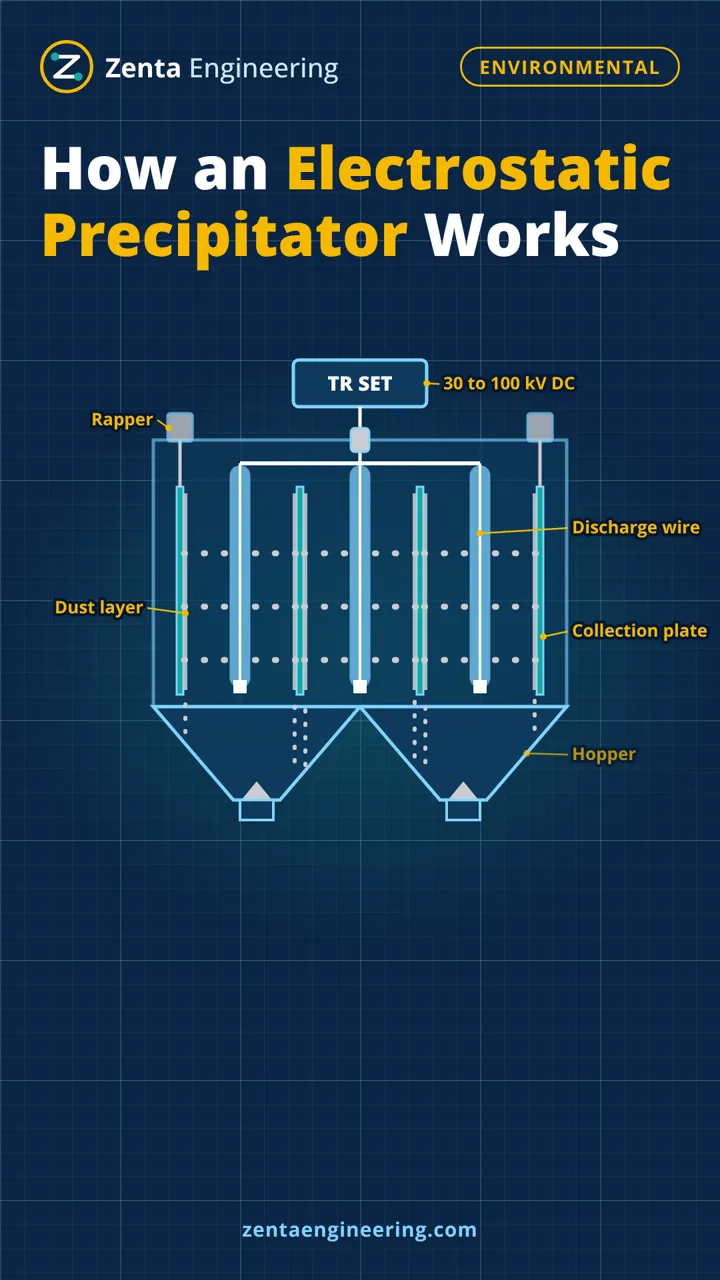 Zenta Engineering
ENVIRONMENTAL
How an Electrostatic
Precipitator Works
TR SET
30 to 100 kV DC
Rapper
Discharge wire
Dust layer
Collection plate
Hopper
zentaengineering.com